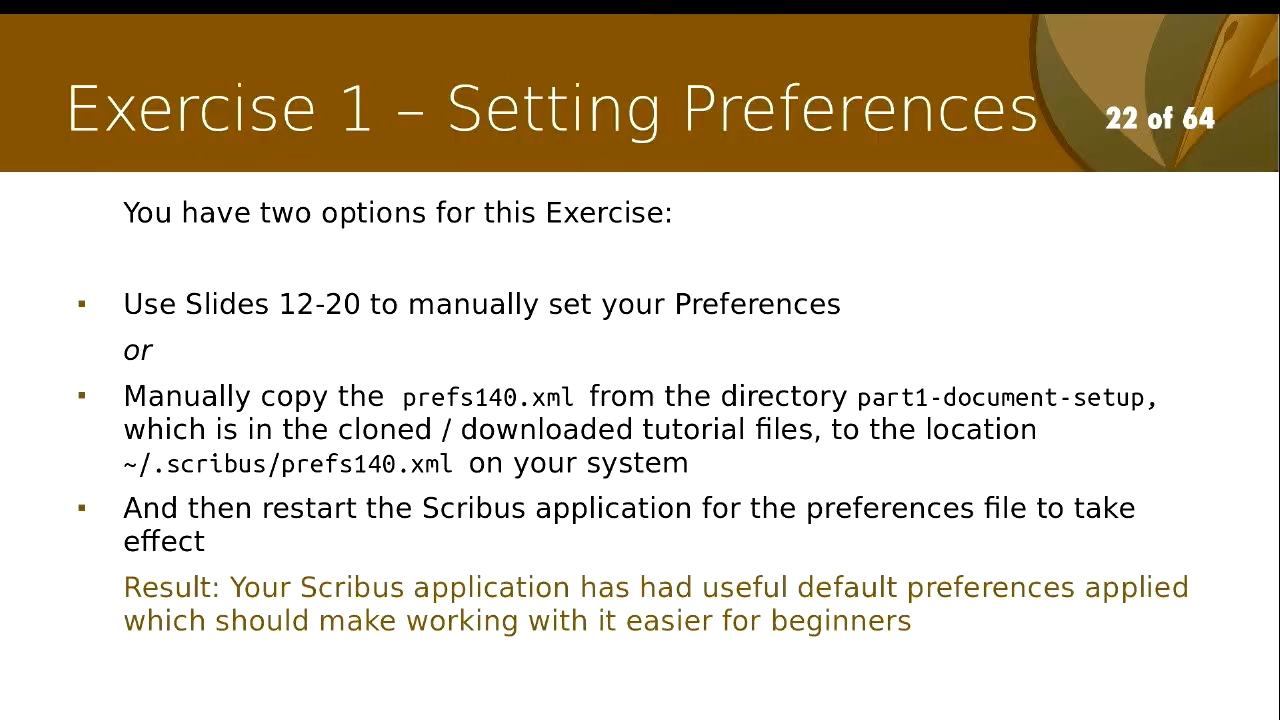 Exercise 1 – Setting Preferences
22 of 64
You have two options for this Exercise:
▪ Use Slides 12-20 to manually set your Preferences
or
▪ Manually copy the prefs140.xml from the directory part1-document-setup,
which is in the cloned / downloaded tutorial files, to the location
~/.scribus/prefs140.xml on your system
▪ And then restart the Scribus application for the preferences file to take
effect
Result: Your Scribus application has had useful default preferences applied
which should make working with it easier for beginners